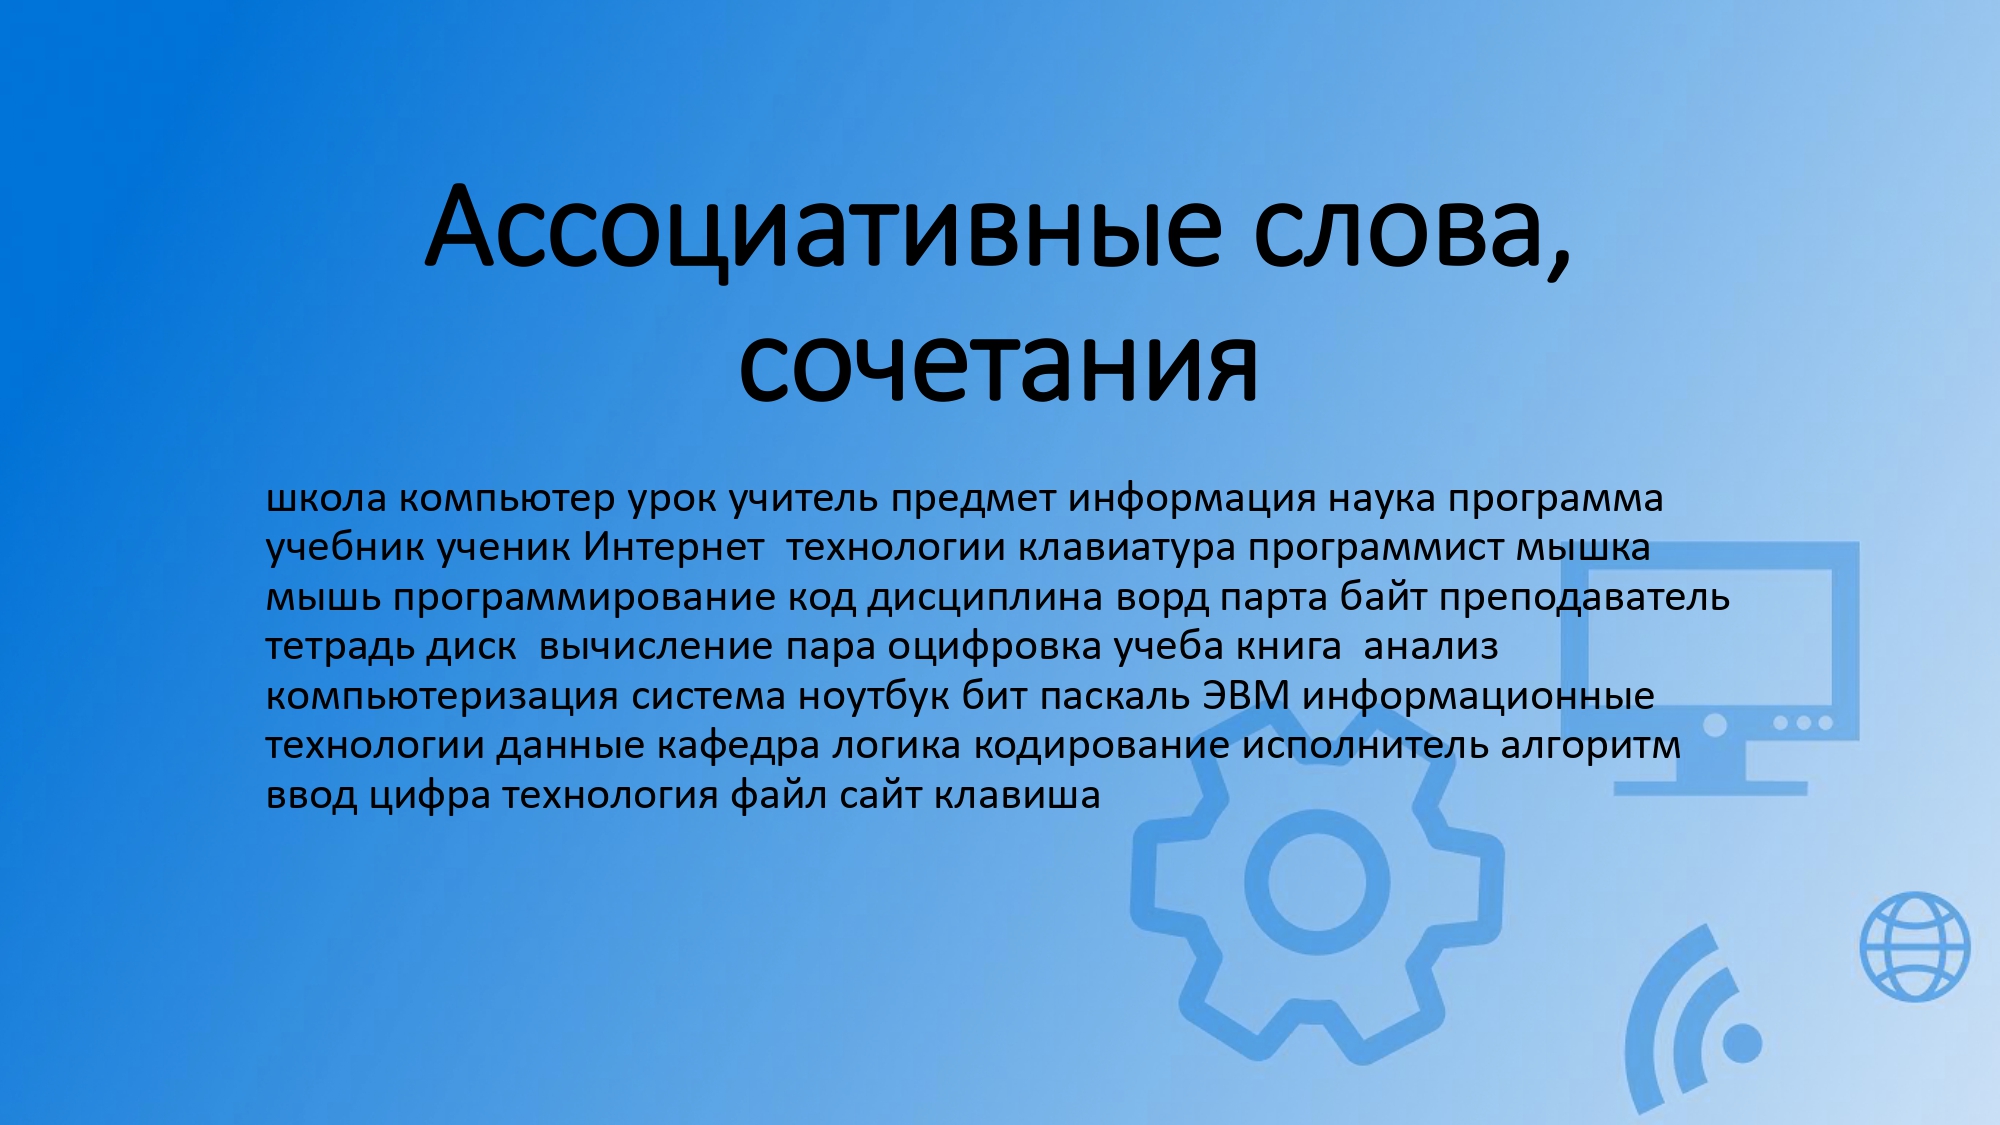 Ассоциативные слова,
сочетания
школа компьютер урок учитель предмет информация наука программа
учебник ученик Интернет  технологии клавиатура программист мышка
мышь программирование код дисциплина ворд парта байт преподаватель
тетрадь диск  вычисление пара оцифровка учеба книга  анализ
компьютеризация система ноутбук бит паскаль ЭВМ информационные
технологии данные кафедра логика кодирование исполнитель алгоритм
ввод цифра технология файл сайт клавиша